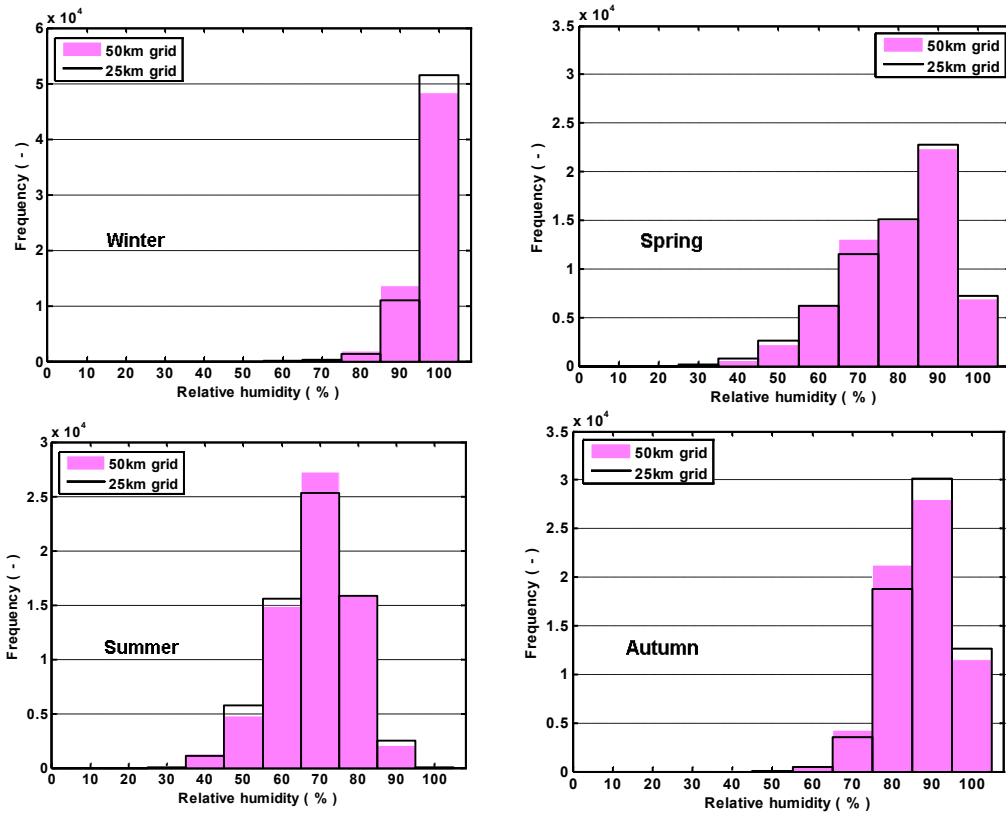 x 10^4
6
5
4
3
2
1
0
Frequency ( - )
50km grid
25km grid
Winter
0 10 20 30 40 50 60 70 80 90 100
Relative humidity ( % )
x 10^4
3.5
3
2.5
2
1.5
1
0.5
0
Frequency ( - )
50km grid
25km grid
Spring
0 10 20 30 40 50 60 70 80 90 100
Relative humidity ( % )
x 10^4
3
2.5
2
1.5
1
0.5
0
Frequency ( - )
50km grid
25km grid
Summer
0 10 20 30 40 50 60 70 80 90 100
Relative humidity ( % )
x 10^4
3.5
3
2.5
2
1.5
1
0.5
0
Frequency ( - )
50km grid
25km grid
Autumn
0 10 20 30 40 50 60 70 80 90 100
Relative humidity ( % )